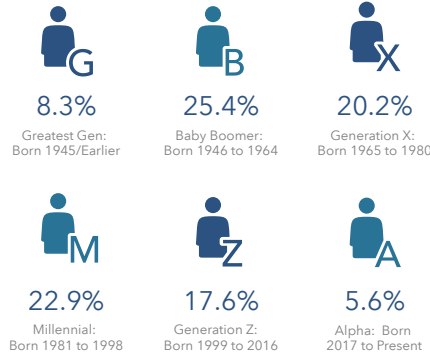 G
B
X
8.3%
25.4%
20.2%
Greatest Gen:
Born 1945/Earlier
Baby Boomer:
Born 1946 to 1964
Generation X:
Born 1965 to 1980
M
Z
A
22.9%
17.6%
5.6%
Millennial:
Born 1981 to 1998
Generation Z:
Born 1999 to 2016
Alpha: Born
2017 to Present